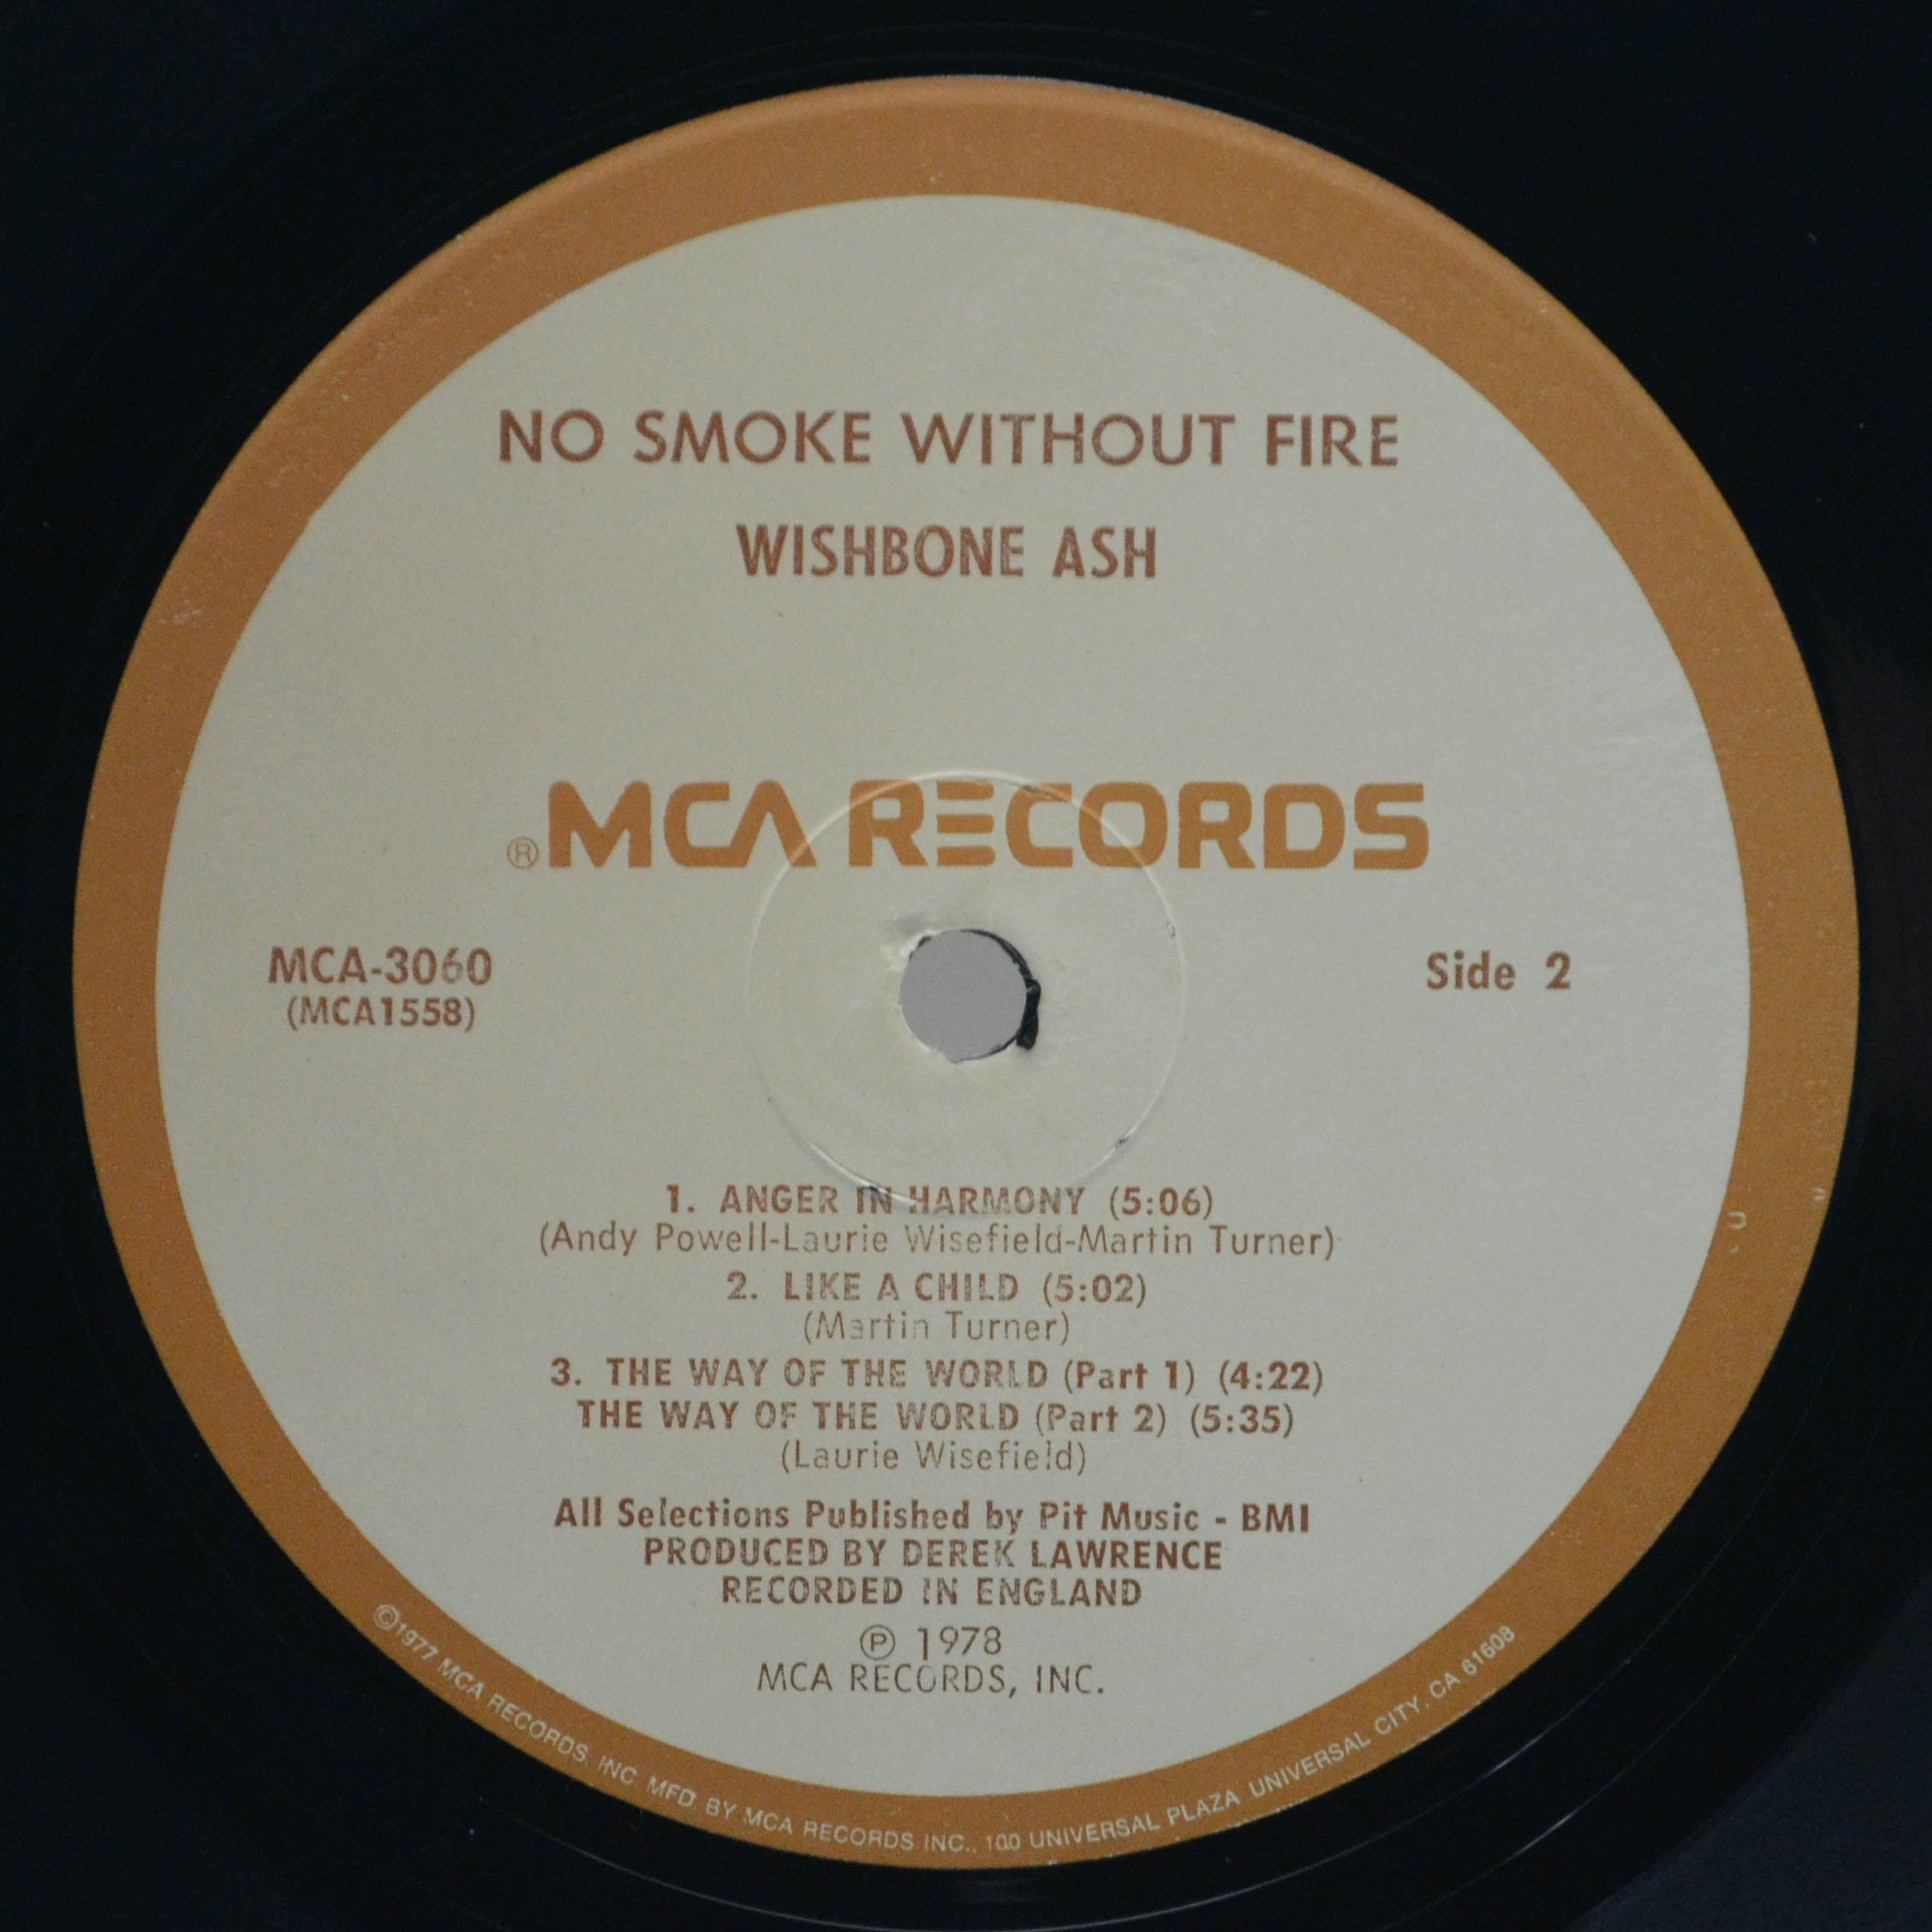 NO SMOKE WITHOUT FIRE
WISHBONE ASH
®MCA RECORDS
MCA-3060
(MCA1558)
Side 2
1. ANGER IN HARMONY (5:06)
(Andy Powell-Laurie Wisefield-Martin Turner)
2. LIKE A CHILD (5:02)
(Martin Turner)
3. THE WAY OF THE WORLD (Part 1) (4:22)
THE WAY OF THE WORLD (Part 2) (5:35)
(Laurie Wisefield)
All Selections Published by Pit Music - BMI
PRODUCED BY DEREK LAWRENCE
RECORDED IN ENGLAND
℗ 1978
MCA RECORDS, INC.
©1977 MCA RECORDS, INC. MFD. BY MCA RECORDS INC., 100 UNIVERSAL PLAZA UNIVERSAL CITY, CA 61608